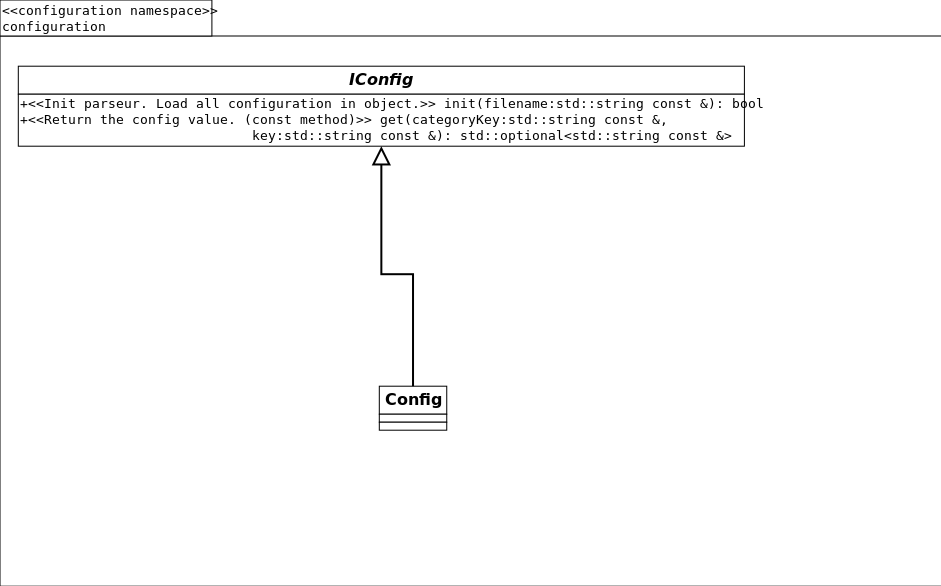 <<configuration namespace>>
configuration
IConfig
+<<Init parseur. Load all configuration in object.>> init(filename:std::string const &): bool
+<<Return the config value. (const method)>> get(categoryKey:std::string const &,
key:std::string const &): std::optional<std::string const &>
Config